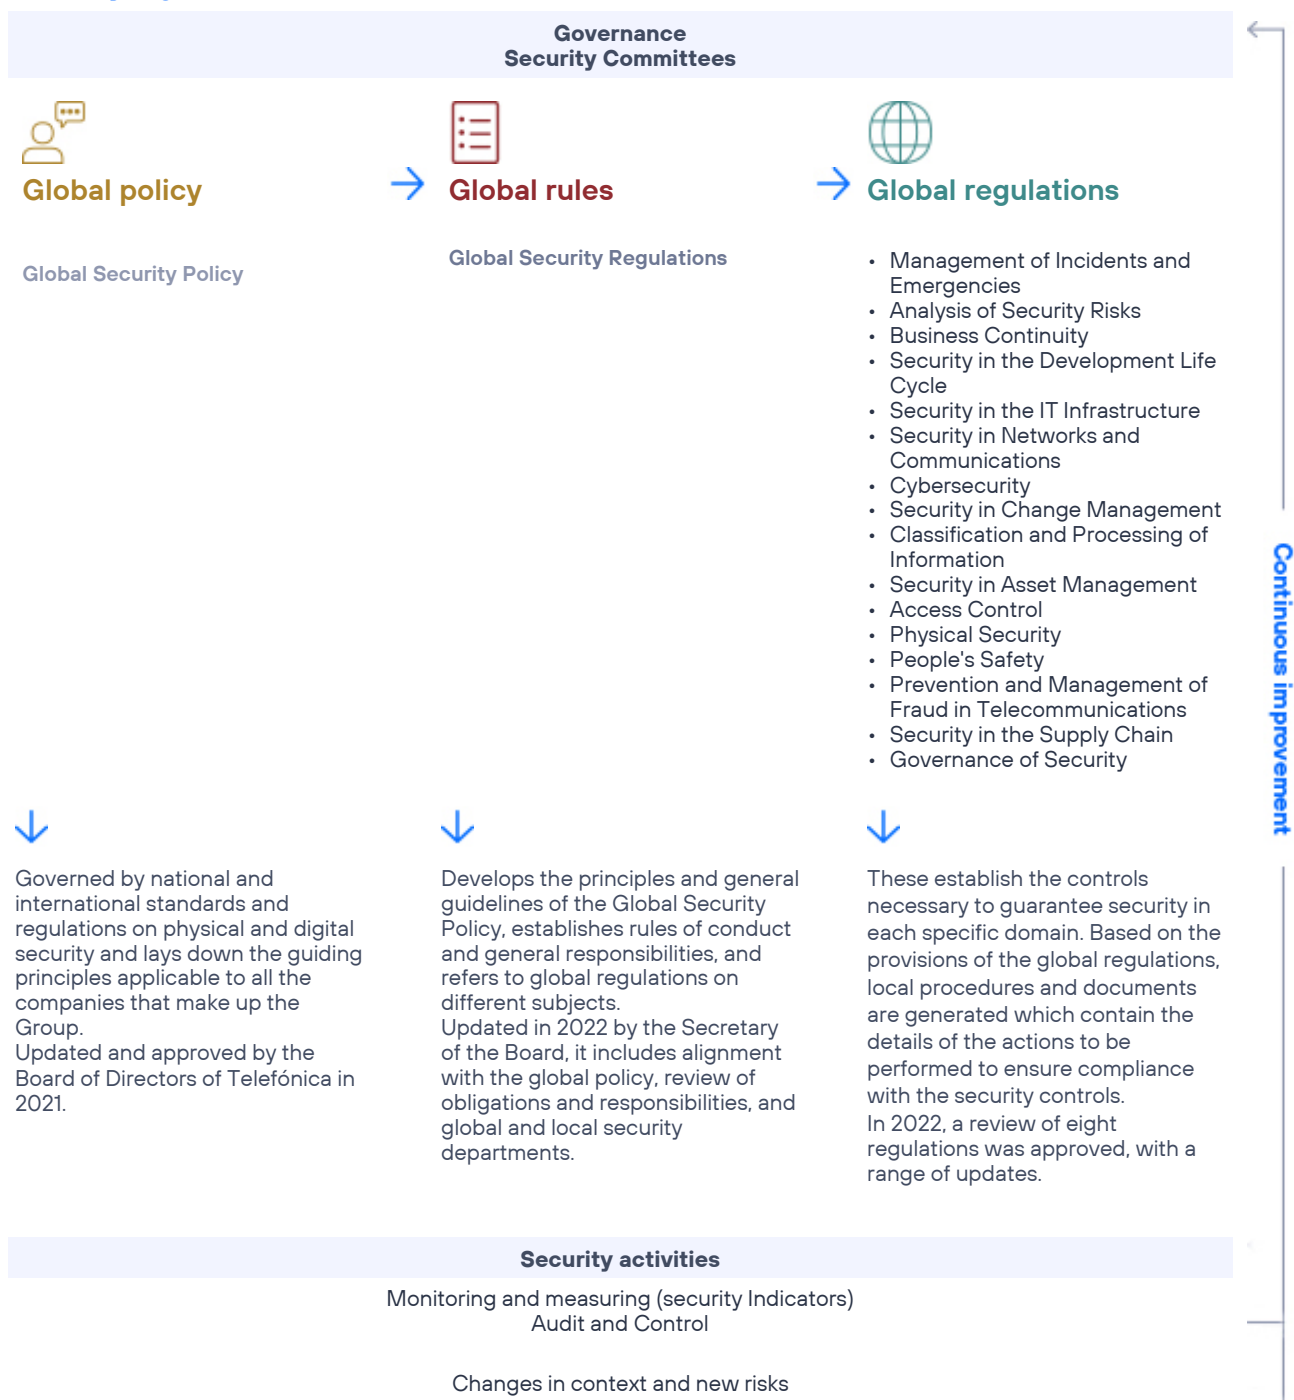 Governance
Security Committees
Global policy
Global Security Policy
Global rules
Global Security Regulations
Global regulations
• Management of Incidents and
Emergencies
• Analysis of Security Risks
• Business Continuity
• Security in the Development Life
Cycle
• Security in the IT Infrastructure
• Security in Networks and
Communications
• Cybersecurity
• Security in Change Management
• Classification and Processing of
Information
• Security in Asset Management
• Access Control
• Physical Security
• People's Safety
• Prevention and Management of
Fraud in Telecommunications
• Security in the Supply Chain
• Governance of Security
Governed by national and
international standards and
regulations on physical and digital
security and lays down the guiding
principles applicable to all the
companies that make up the
Group.
Updated and approved by the
Board of Directors of Telefónica in
2021.
Develops the principles and general
guidelines of the Global Security
Policy, establishes rules of conduct
and general responsibilities, and
refers to global regulations on
different subjects.
Updated in 2022 by the Secretary
of the Board, it includes alignment
with the global policy, review of
obligations and responsibilities, and
global and local security
departments.
These establish the controls
necessary to guarantee security in
each specific domain. Based on the
provisions of the global regulations,
local procedures and documents
are generated which contain the
details of the actions to be
performed to ensure compliance
with the security controls.
In 2022, a review of eight
regulations was approved, with a
range of updates.
Continuous improvement
Security activities
Monitoring and measuring (security Indicators)
Audit and Control
Changes in context and new risks